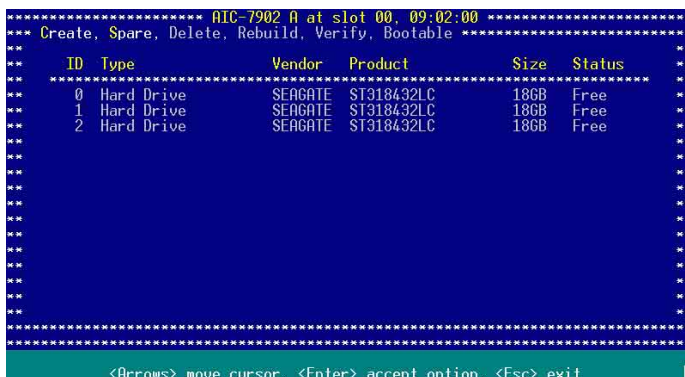 AIC-7902 A at slot 00, 09:02:00
Create, Spare, Delete, Rebuild, Verify, Bootable
ID Type Vendor Product Size Status
0 Hard Drive SEAGATE ST318432LC 18GB Free
1 Hard Drive SEAGATE ST318432LC 18GB Free
2 Hard Drive SEAGATE ST318432LC 18GB Free
<Arrows> move cursor, <Enter> accept option, <Esc> exit